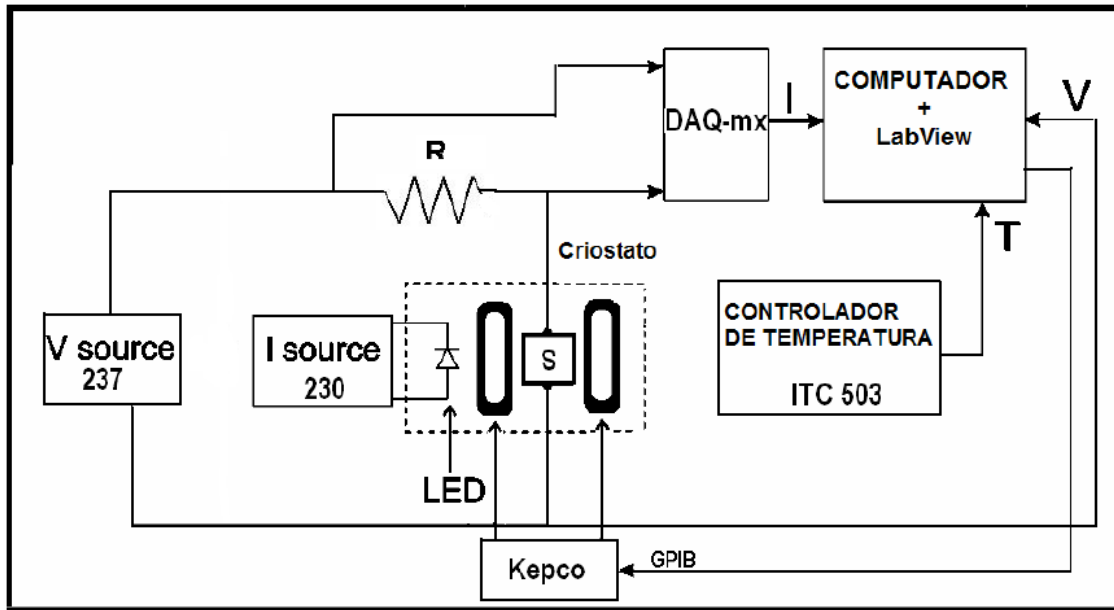 R
DAQ-mx
I
COMPUTADOR
+
LabView
V
T
Criostato
V source
237
I source
230
S
CONTROLADOR
DE TEMPERATURA
ITC 503
LED
Kepco
GPIB